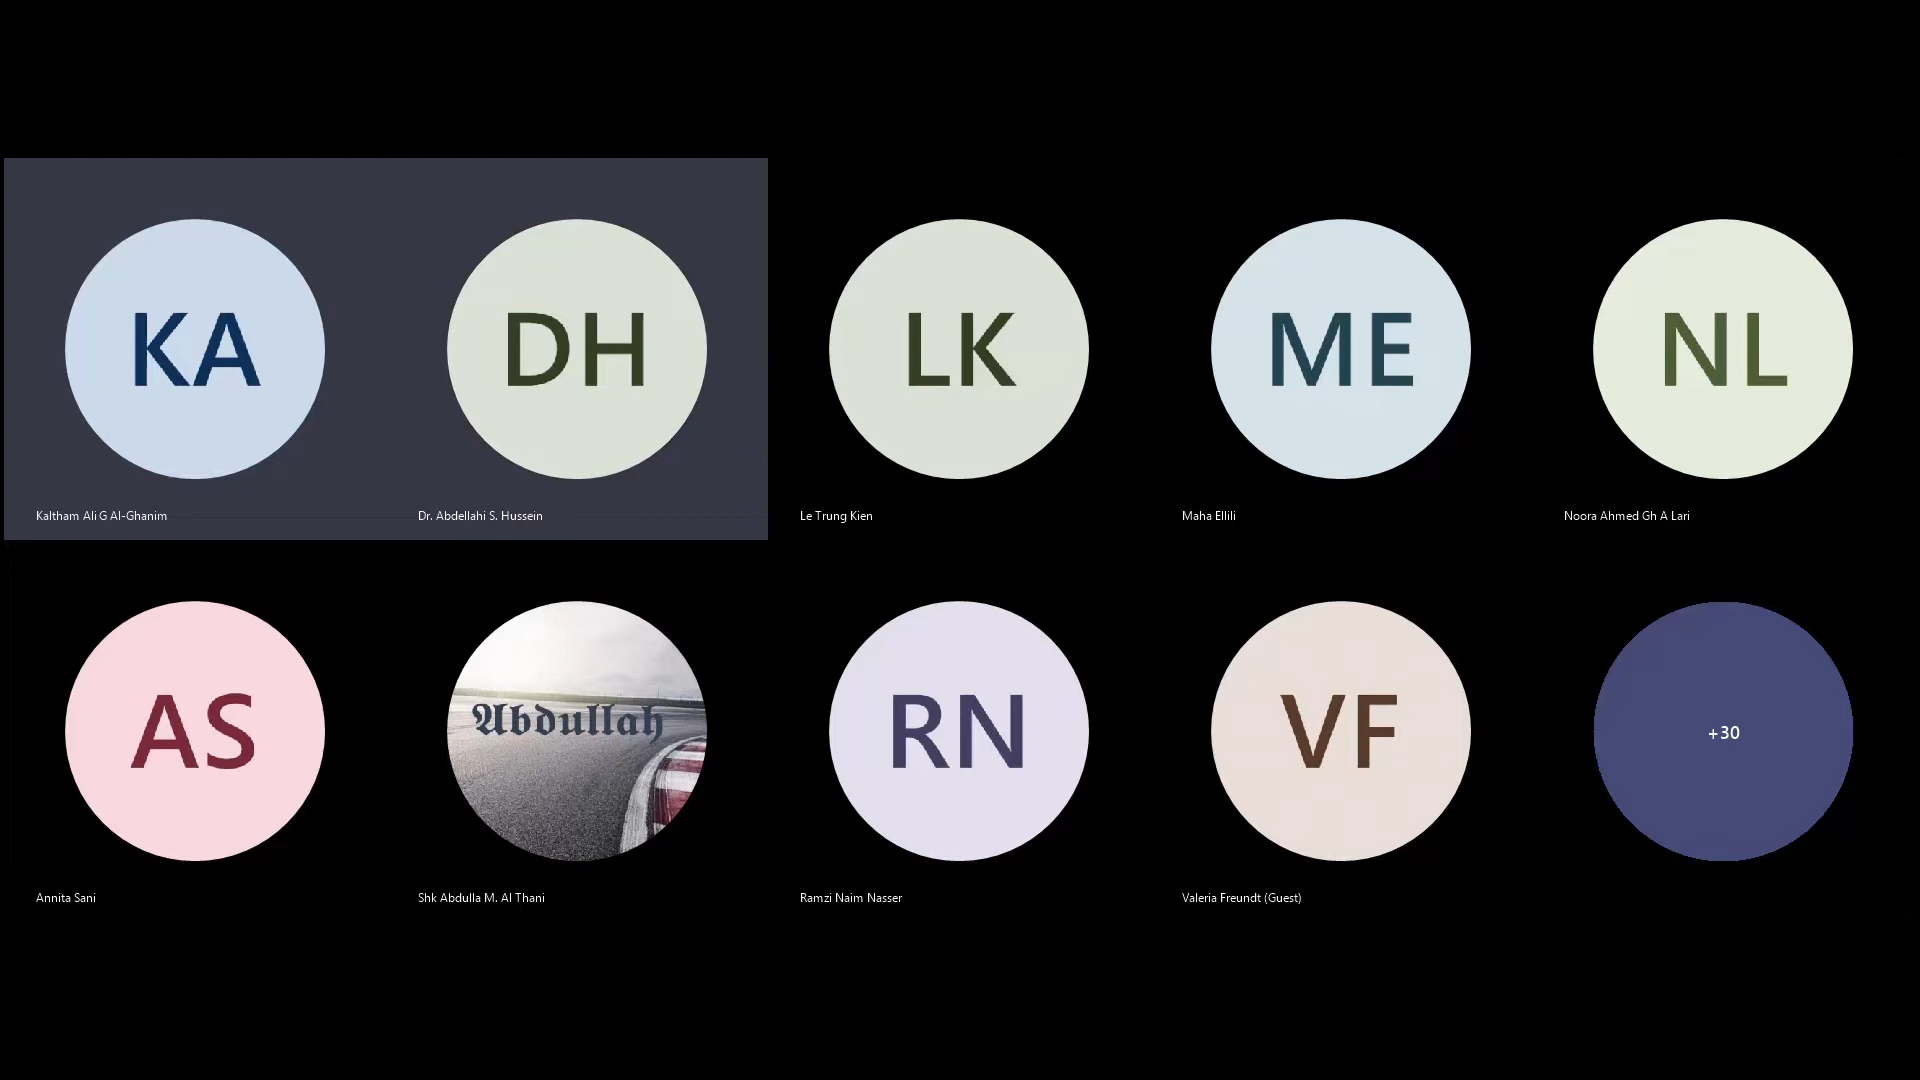 KA
DH
LK
ME
NL
Kaltham Ali G Al-Ghanim
Dr. Abdellahi S. Hussein
Le Trung Kien
Maha Ellili
Noora Ahmed Gh A Lari
AS
Abdullah
RN
VF
+30
Annita Sani
Shk Abdulla M. Al Thani
Ramzi Naim Nasser
Valeria Freundt (Guest)